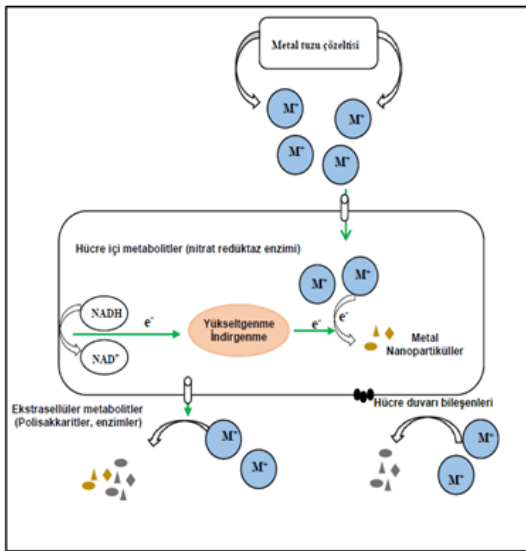 Metal tuzu çözeltisi
M⁺
M⁺
M⁺
M⁺
Hücre içi metabolitler (nitrat redüktaz enzimi)
M⁺
M⁺
NADH
e⁻
Yükseltgenme
İndirgenme
e⁻
e⁻
NAD⁺
Metal
Nanopartiküller
Ekstrasellüler metabolitler
(Polisakkaritler, enzimler)
Hücre duvarı bileşenleri
M⁺
M⁺
M⁺
M⁺